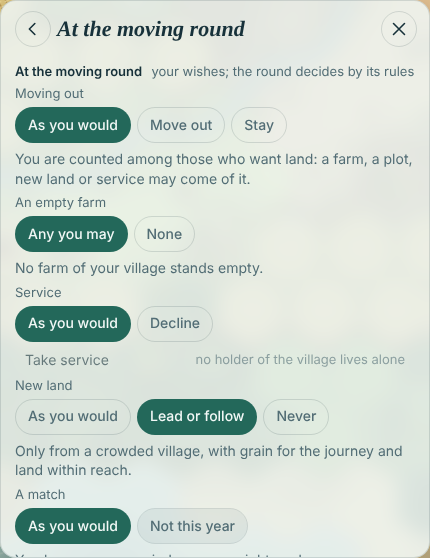 At the moving round
At the moving round your wishes; the round decides by its rules
Moving out
As you would Move out Stay
You are counted among those who want land: a farm, a plot,
new land or service may come of it.
An empty farm
Any you may None
No farm of your village stands empty.
Service
As you would Decline
Take service no holder of the village lives alone
New land
As you would Lead or follow Never
Only from a crowded village, with grain for the journey and
land within reach.
A match
As you would Not this year